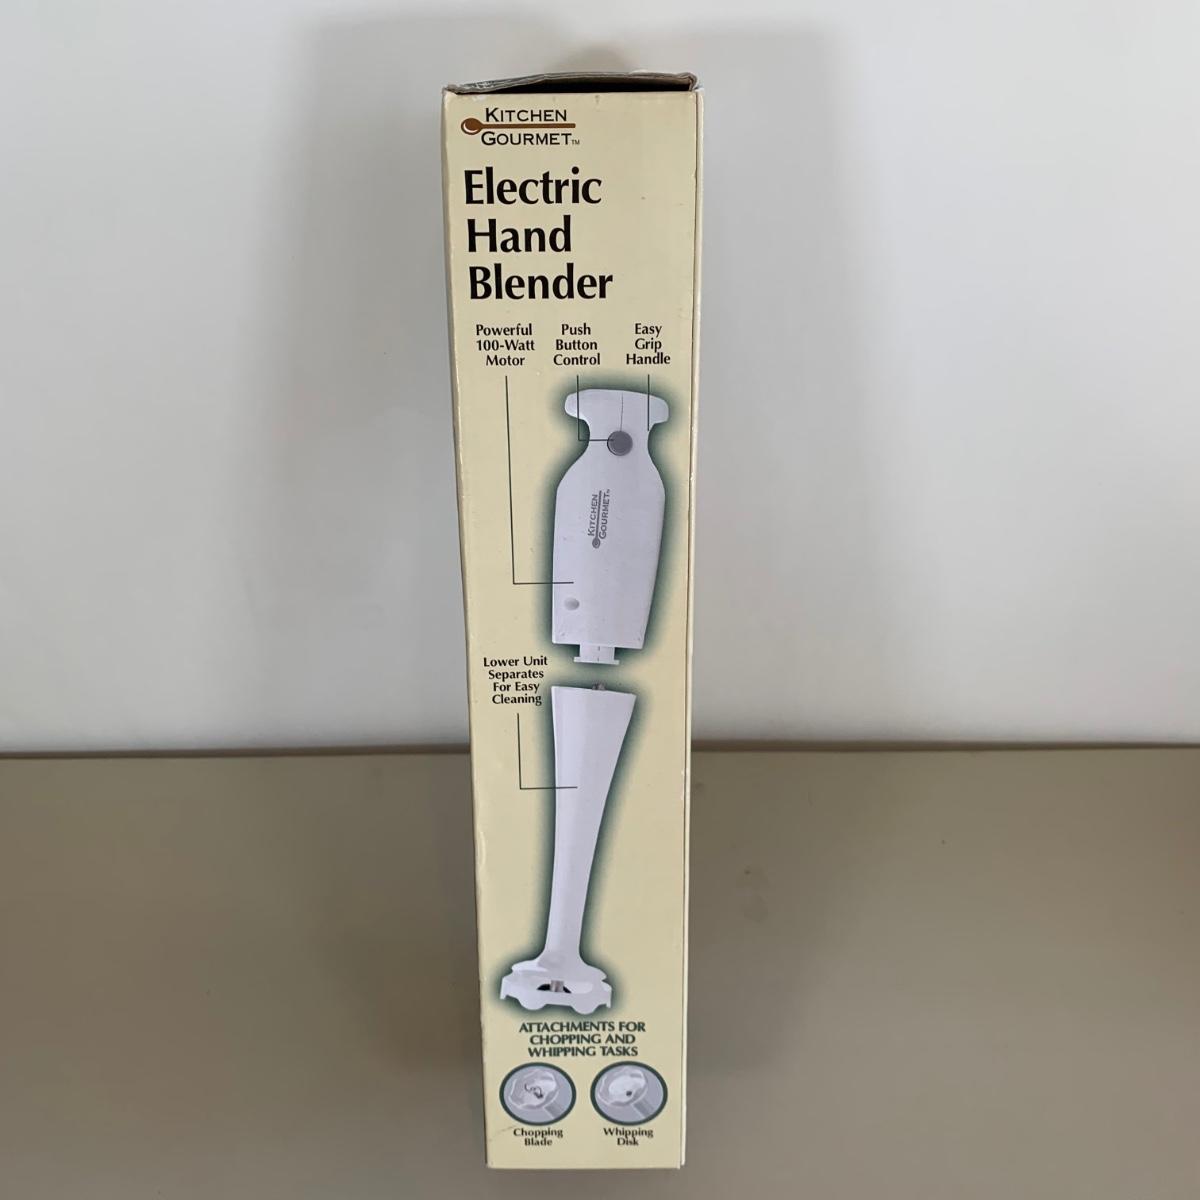 KITCHEN
GOURMET™
Electric
Hand
Blender
Powerful
100-Watt
Motor
Push
Button
Control
Easy
Grip
Handle
KITCHEN
GOURMET™
Lower Unit
Separates
For Easy
Cleaning
ATTACHMENTS FOR
CHOPPING AND
WHIPPING TASKS
Chopping
Blade
Whipping
Disk